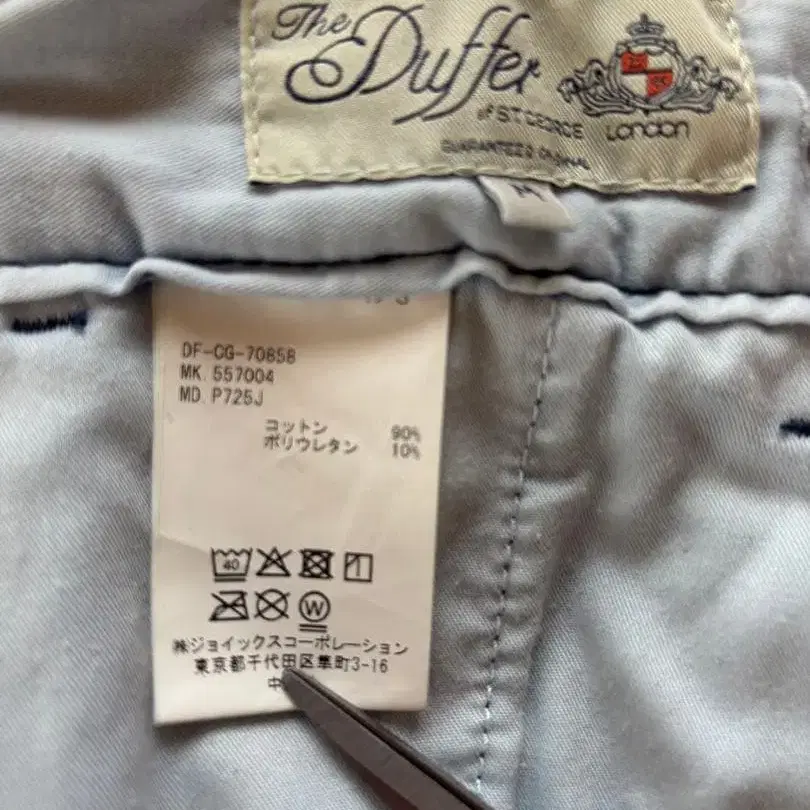 The
Duffer
of ST.GEORGE
London
GUARANTEED ORIGINAL
M
DF-CG-70858
MK. 557004
MD. P725J
コットン 90%
ポリウレタン 10%
40
W
㈱ジョイックスコーポレーション
東京都千代田区隼町3-16
中